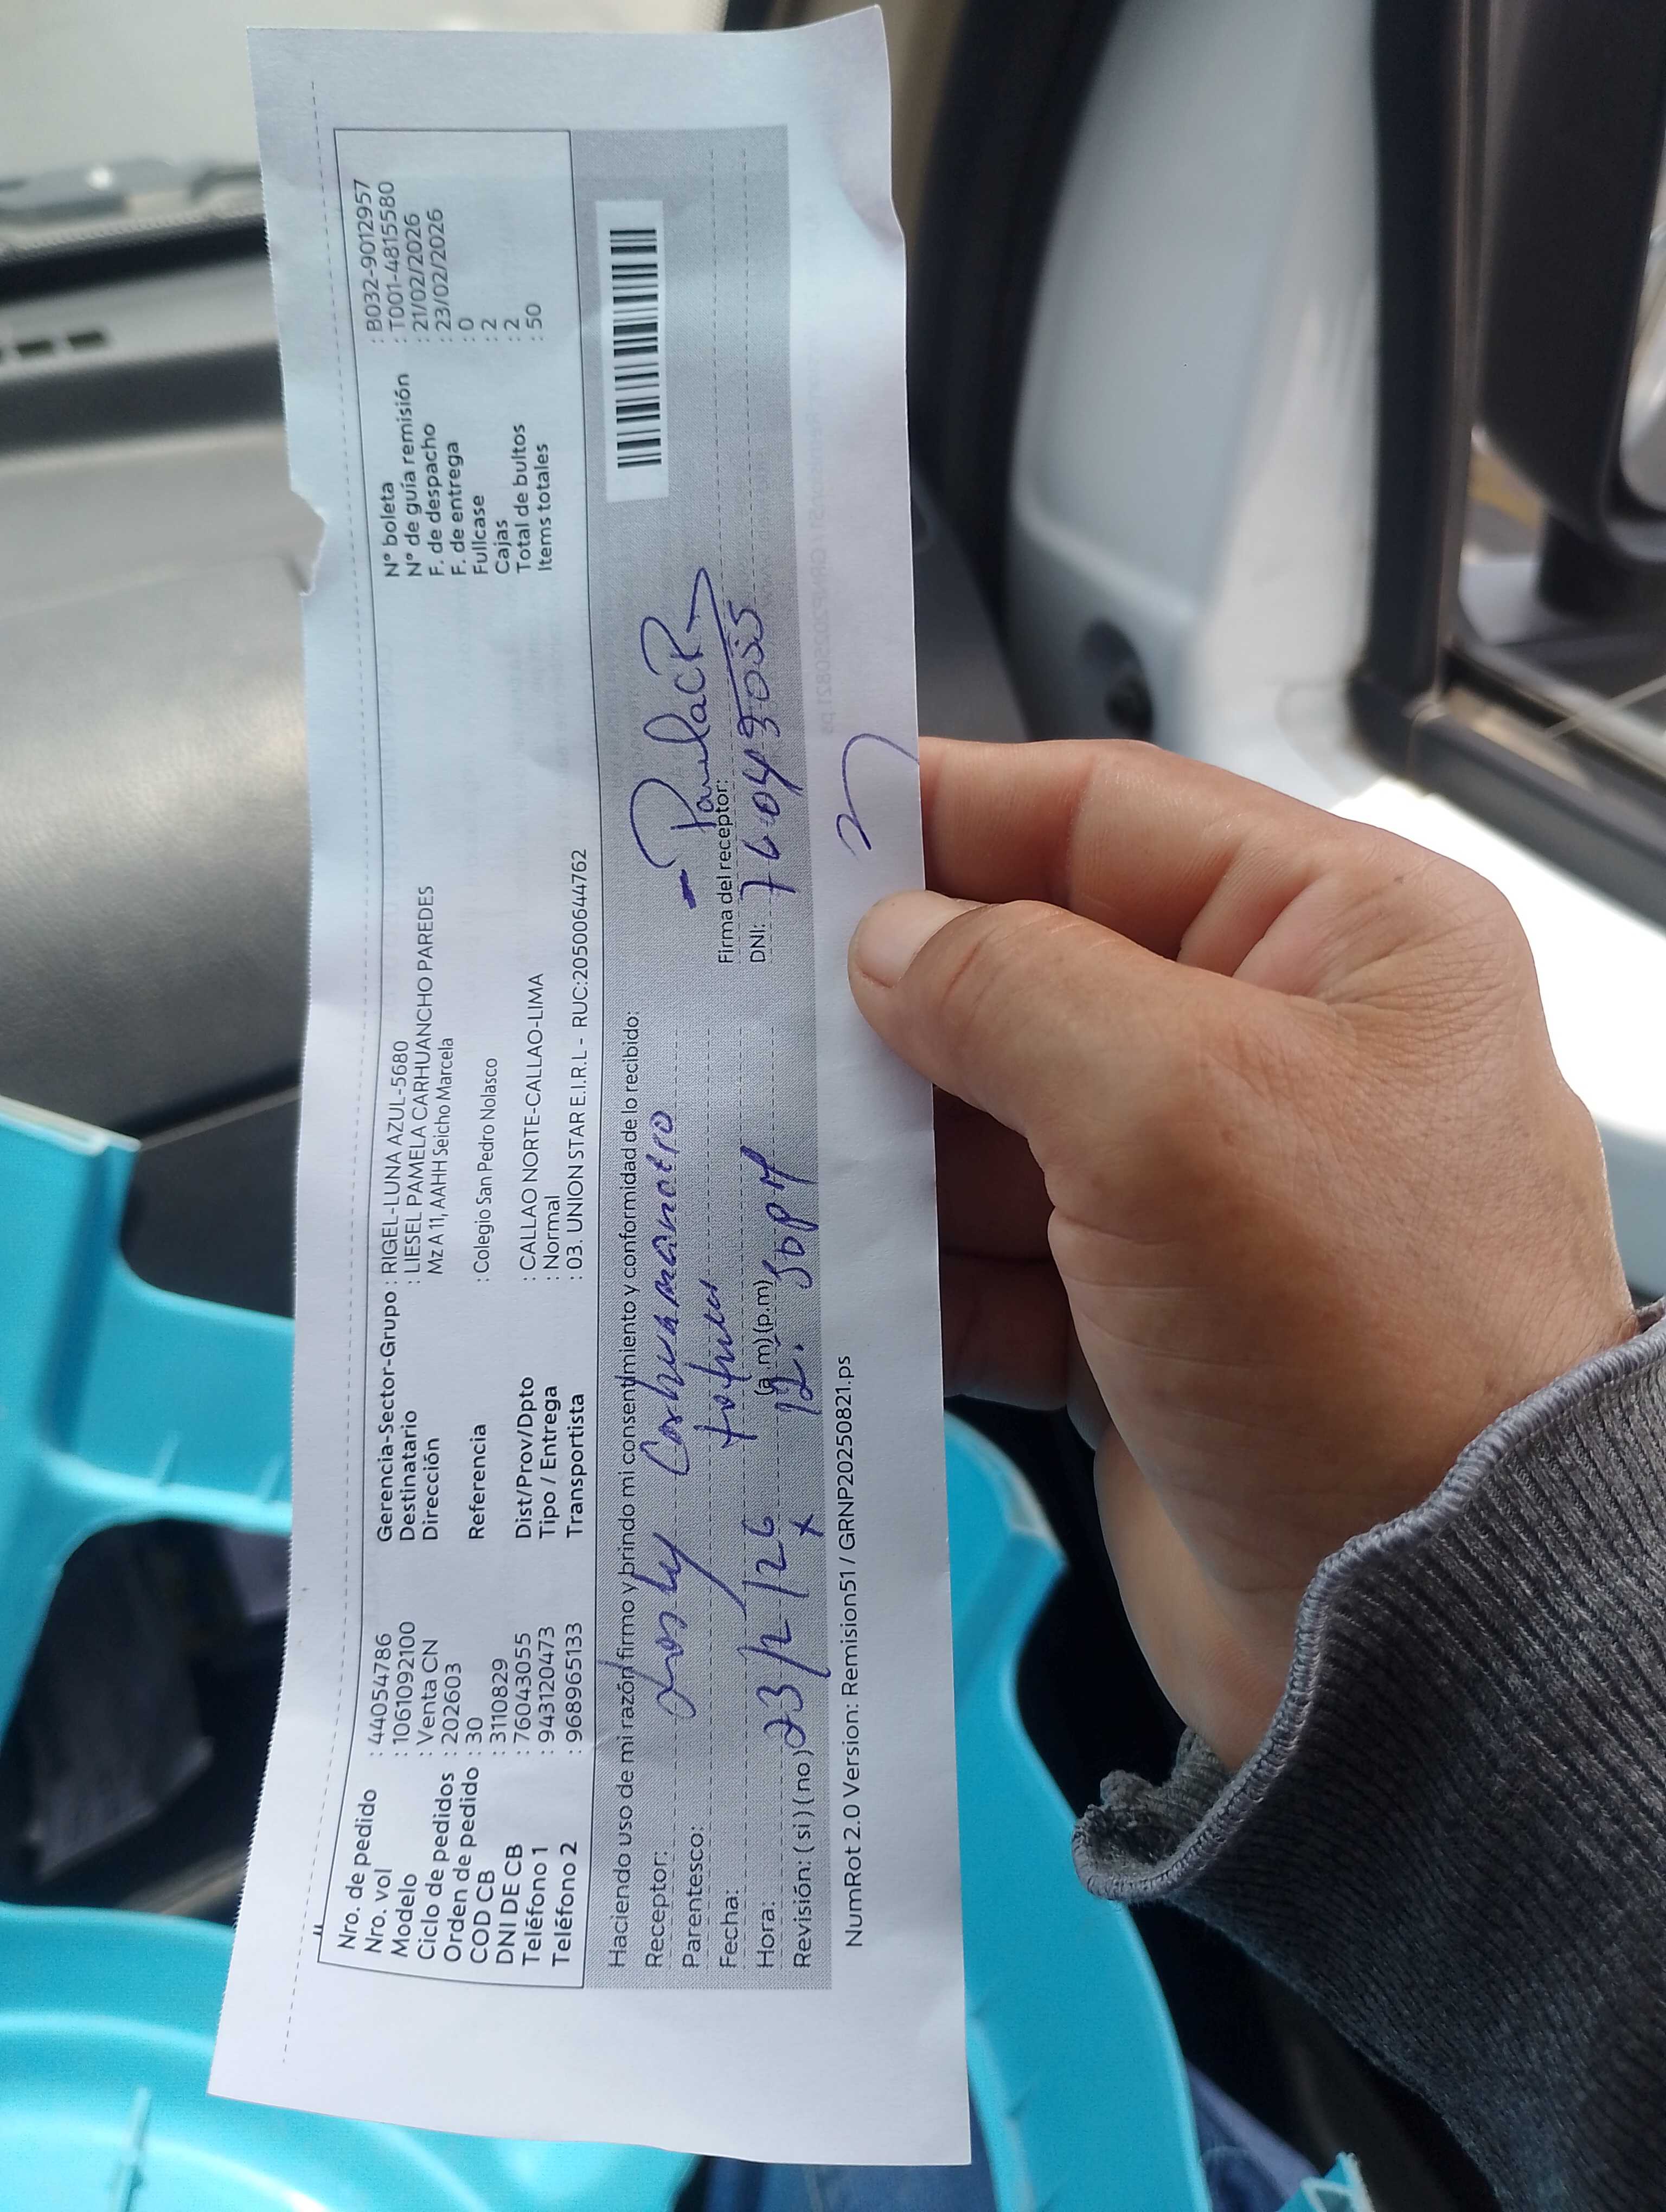 Nro. de pedido : 440547​86
Nro. vol : 1061092100
Modelo : Venta CN
Ciclo de pedidos : 202603
Orden de pedido : 30
COD CB : 3110829
DNI DE CB : 76043055
Teléfono 1 : 943120473
Teléfono 2 : 968965133
Gerencia-Sector-Grupo : RIGEL-LUNA AZUL-5680
Destinatario : LIESEL PAMELA CARHUANCHO PAREDES
Dirección Mz A 11, AAHH Seicho Marcela
Referencia : Colegio San Pedro Nolasco
Dist/Prov/Dpto : CALLAO NORTE-CALLAO-LIMA
Tipo / Entrega : Normal
Transportista : 03. UNION STAR E.I.R.L - RUC:20500644762
N° boleta : B032-9012957
N° de guía remisión : T001-4815580
F. de despacho : 21/02/2026
F. de entrega : 23/02/2026
Fullcase : 0
Cajas : 2
Total de bultos : 2
Items totales : 50
Haciendo uso de mi razón firmo y brindo mi consentimiento y conformidad de lo recibido:
Receptor:
Parentesco:
Fecha: 23/2/26
Hora: (a.m)(p.m) 12.
Revisión: (si)(no) x
Firma del receptor: PamelaCP
DNI: 76043055
NumRot 2.0 Version: Remision51 / GRNP20250821.ps